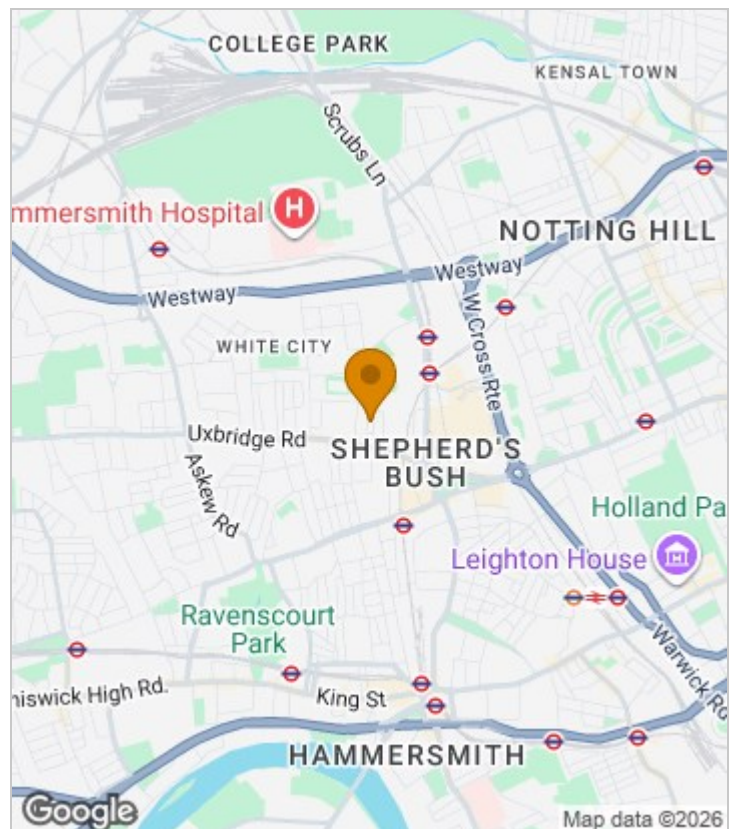 COLLEGE PARK
KENSAL TOWN
Scrubs Ln
mmersmith Hospital
H
NOTTING HILL
Westway
Westway
W Cross Rte
WHITE CITY
Uxbridge Rd
SHEPHERD'S
BUSH
Askew Rd
Holland Pa
Leighton House
Ravenscourt
Park
Warwick Rd
hiswick High Rd.
King St
HAMMERSMITH
Google
Map data ©2026